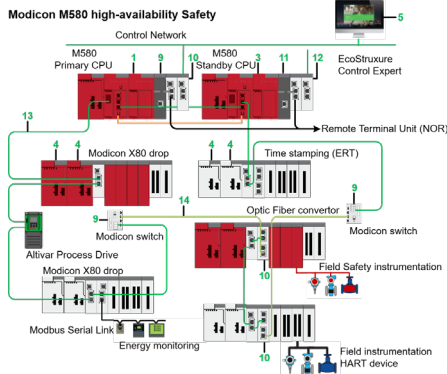 Modicon M580 high-availability Safety
5
Control Network
M580
Primary CPU
1
9
10
M580
Standby CPU
3
11
12
EcoStruxure
Control Expert
13
Remote Terminal Unit (NOR)
4 4
Modicon X80 drop
4 4
Time stamping (ERT)
14
Optic Fiber convertor
9
Modicon switch
9
Modicon switch
Altivar Process Drive
Modicon X80 drop
10
Field Safety instrumentation
Modbus Serial Link
Energy monitoring
10
Field instrumentation
HART device